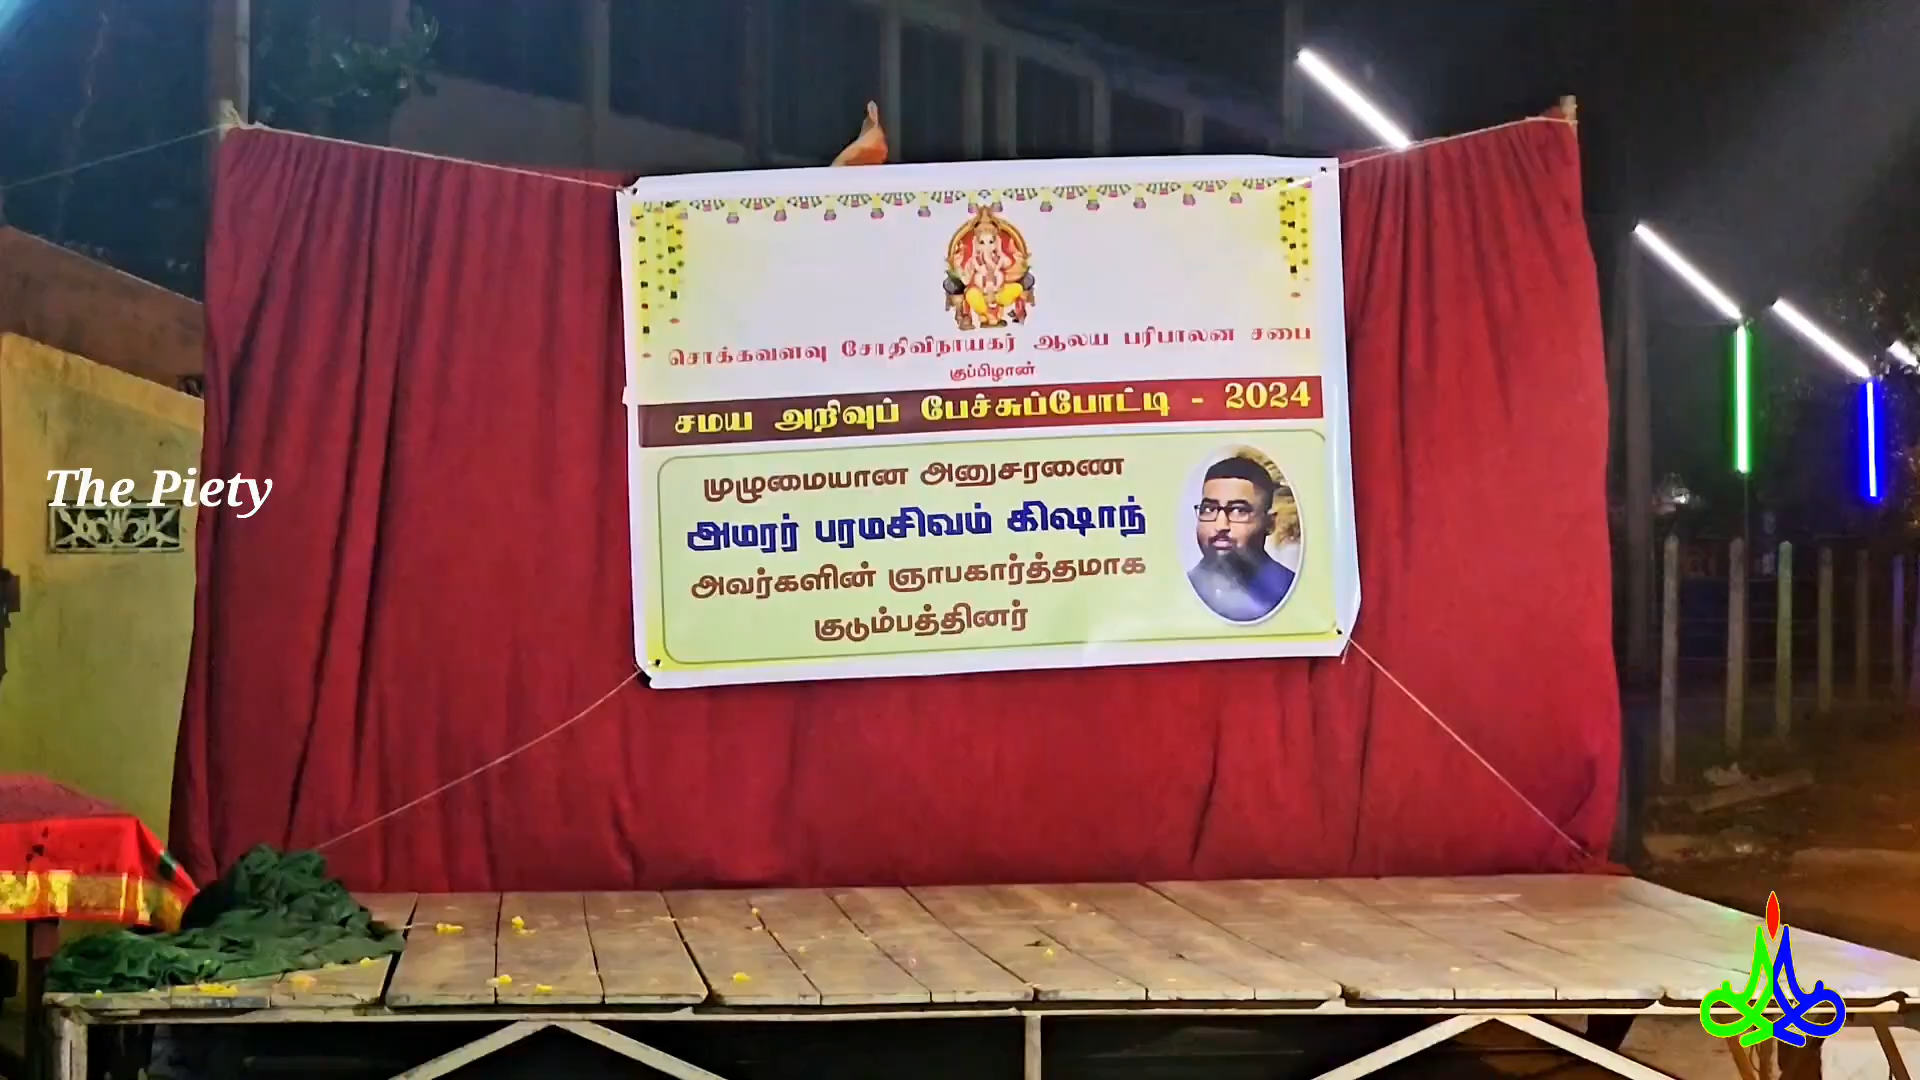 சொக்கவளவு சோதிவிநாயகர் ஆலய பரிபாலன சபை
குப்பிழான்
சமய அறிவுப் பேச்சுப்போட்டி - 2024
முழுமையான அனுசரணை
அமரர் பரமசிவம் கிஷாந்
அவர்களின் ஞாபகார்த்தமாக
குடும்பத்தினர்
The Piety